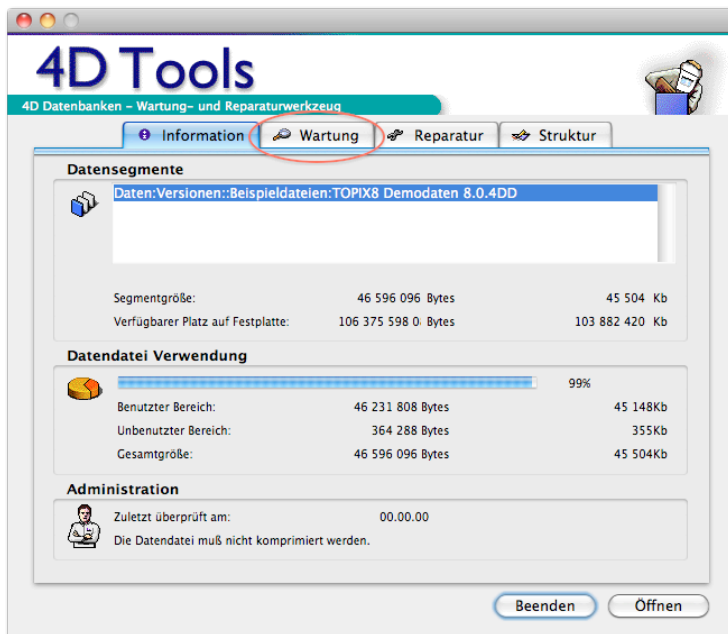 4D Tools
4D Datenbanken – Wartung- und Reparaturwerkzeug
Information Wartung Reparatur Struktur
Datensegmente
Daten:Versionen::Beispieldateien:TOPIX8 Demodaten 8.0.4DD
Segmentgröße: 46 596 096 Bytes 45 504 Kb
Verfügbarer Platz auf Festplatte: 106 375 598 0 Bytes 103 882 420 Kb
Datendatei Verwendung
99%
Benutzter Bereich: 46 231 808 Bytes 45 148Kb
Unbenutzter Bereich: 364 288 Bytes 355Kb
Gesamtgröße: 46 596 096 Bytes 45 504Kb
Administration
Zuletzt überprüft am: 00.00.00
Die Datendatei muß nicht komprimiert werden.
Beenden Öffnen